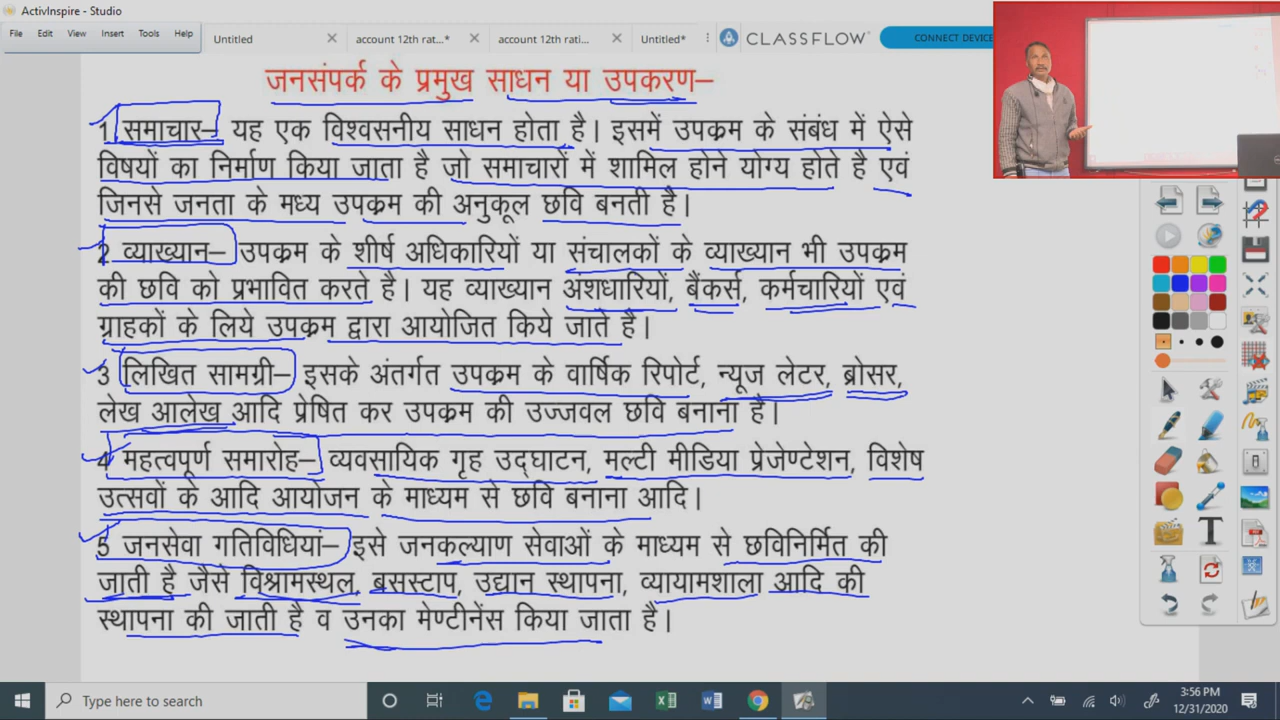 ActivInspire - Studio
File Edit View Insert Tools Help
Untitled
account 12th rat...*
account 12th rati...
Untitled*
CLASSFLOW
CONNECT DEVICE
जनसंपर्क के प्रमुख साधन या उपकरण–
1 समाचार– यह एक विश्वसनीय साधन होता है। इसमें उपक्रम के संबंध में ऐसे
विषयों का निर्माण किया जाता है जो समाचारों में शामिल होने योग्य होते है एवं
जिनसे जनता के मध्य उपक्रम की अनुकूल छवि बनती है।
2 व्याख्यान– उपक्रम के शीर्ष अधिकारियों या संचालकों के व्याख्यान भी उपक्रम
की छवि को प्रभावित करते है। यह व्याख्यान अंशधारियों, बैंकर्स, कर्मचारियों एवं
ग्राहकों के लिये उपक्रम द्वारा आयोजित किये जाते है।
3 लिखित सामग्री– इसके अंतर्गत उपक्रम के वार्षिक रिपोर्ट, न्यूज लेटर, ब्रोसर,
लेख आलेख आदि प्रेषित कर उपक्रम की उज्जवल छवि बनाना है।
4 महत्वपूर्ण समारोह– व्यवसायिक गृह उद्घाटन, मल्टी मीडिया प्रेजेण्टेशन, विशेष
उत्सवों के आदि आयोजन के माध्यम से छवि बनाना आदि।
5 जनसेवा गतिविधियां– इसे जनकल्याण सेवाओं के माध्यम से छविनिर्मित की
जाती है जैसे विश्रामस्थल, बसस्टाप, उद्यान स्थापना, व्यायामशाला आदि की
स्थापना की जाती है व उनका मेण्टीनेंस किया जाता है।
Type here to search
3:56 PM
12/31/2020